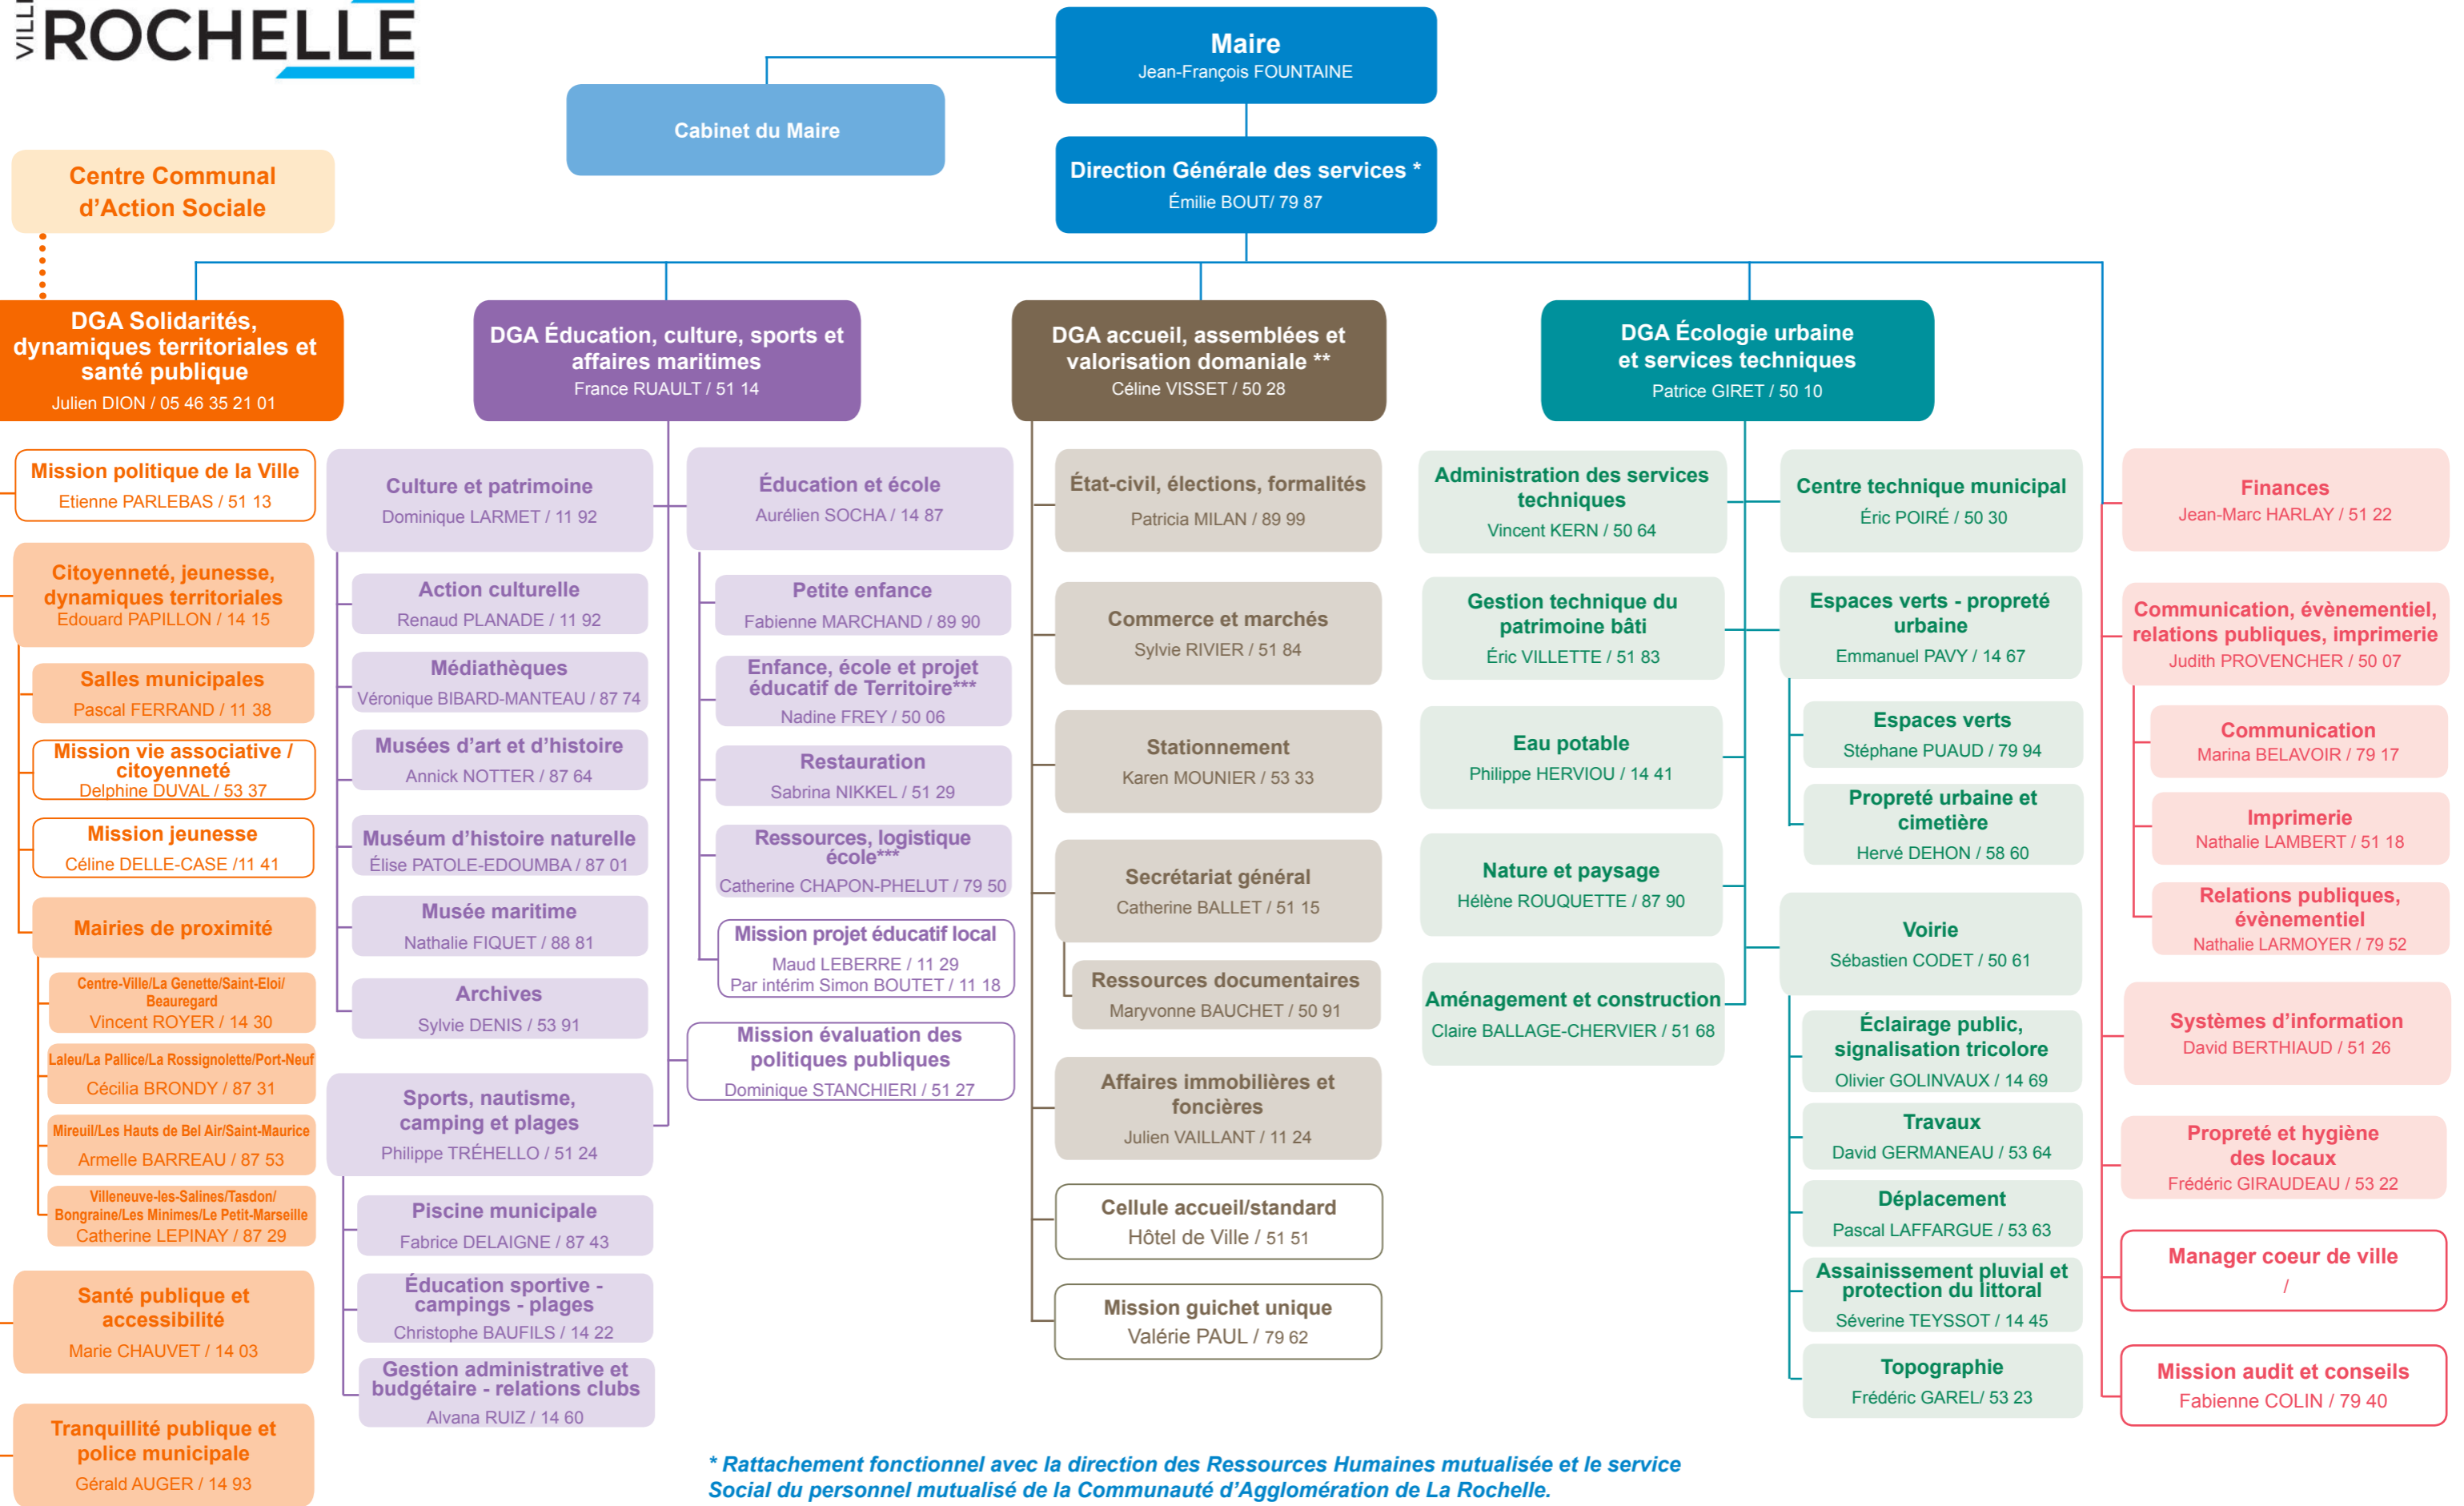 VILLE
ROCHELLE
Maire
Jean-François FOUNTAINE
Cabinet du Maire
Direction Générale des services *
Émilie BOUT/ 79 87
Centre Communal
d’Action Sociale
DGA Solidarités,
dynamiques territoriales et
santé publique
Julien DION / 05 46 35 21 01
Mission politique de la Ville
Etienne PARLEBAS / 51 13
Citoyenneté, jeunesse,
dynamiques territoriales
Edouard PAPILLON / 14 15
Salles municipales
Pascal FERRAND / 11 38
Mission vie associative /
citoyenneté
Delphine DUVAL / 53 37
Mission jeunesse
Céline DELLE-CASE /11 41
Mairies de proximité
Centre-Ville/La Genette/Saint-Eloi/
Beauregard
Vincent ROYER / 14 30
Laleu/La Pallice/La Rossignolette/Port-Neuf
Cécilia BRONDY / 87 31
Mireuil/Les Hauts de Bel Air/Saint-Maurice
Armelle BARREAU / 87 53
Villeneuve-les-Salines/Tasdon/
Bongraine/Les Minimes/Le Petit-Marseille
Catherine LEPINAY / 87 29
Santé publique et
accessibilité
Marie CHAUVET / 14 03
Tranquillité publique et
police municipale
Gérald AUGER / 14 93
DGA Éducation, culture, sports et
affaires maritimes
France RUAULT / 51 14
Culture et patrimoine
Dominique LARMET / 11 92
Action culturelle
Renaud PLANADE / 11 92
Médiathèques
Véronique BIBARD-MANTEAU / 87 74
Musées d’art et d’histoire
Annick NOTTER / 87 64
Muséum d’histoire naturelle
Élise PATOLE-EDOUMBA / 87 01
Musée maritime
Nathalie FIQUET / 88 81
Archives
Sylvie DENIS / 53 91
Sports, nautisme,
camping et plages
Philippe TRÉHELLO / 51 24
Piscine municipale
Fabrice DELAIGNE / 87 43
Éducation sportive -
campings - plages
Christophe BAUFILS / 14 22
Gestion administrative et
budgétaire - relations clubs
Alvana RUIZ / 14 60
Éducation et école
Aurélien SOCHA / 14 87
Petite enfance
Fabienne MARCHAND / 89 90
Enfance, école et projet
éducatif de Territoire***
Nadine FREY / 50 06
Restauration
Sabrina NIKKEL / 51 29
Ressources, logistique
école***
Catherine CHAPON-PHELUT / 79 50
Mission projet éducatif local
Maud LEBERRE / 11 29
Par intérim Simon BOUTET / 11 18
Mission évaluation des
politiques publiques
Dominique STANCHIERI / 51 27
DGA accueil, assemblées et
valorisation domaniale **
Céline VISSET / 50 28
État-civil, élections, formalités
Patricia MILAN / 89 99
Commerce et marchés
Sylvie RIVIER / 51 84
Stationnement
Karen MOUNIER / 53 33
Secrétariat général
Catherine BALLET / 51 15
Ressources documentaires
Maryvonne BAUCHET / 50 91
Affaires immobilières et
foncières
Julien VAILLANT / 11 24
Cellule accueil/standard
Hôtel de Ville / 51 51
Mission guichet unique
Valérie PAUL / 79 62
DGA Écologie urbaine
et services techniques
Patrice GIRET / 50 10
Administration des services
techniques
Vincent KERN / 50 64
Gestion technique du
patrimoine bâti
Éric VILLETTE / 51 83
Eau potable
Philippe HERVIOU / 14 41
Nature et paysage
Hélène ROUQUETTE / 87 90
Aménagement et construction
Claire BALLAGE-CHERVIER / 51 68
Centre technique municipal
Éric POIRÉ / 50 30
Espaces verts - propreté
urbaine
Emmanuel PAVY / 14 67
Espaces verts
Stéphane PUAUD / 79 94
Propreté urbaine et
cimetière
Hervé DEHON / 58 60
Voirie
Sébastien CODET / 50 61
Éclairage public,
signalisation tricolore
Olivier GOLINVAUX / 14 69
Travaux
David GERMANEAU / 53 64
Déplacement
Pascal LAFFARGUE / 53 63
Assainissement pluvial et
protection du littoral
Séverine TEYSSOT / 14 45
Topographie
Frédéric GAREL/ 53 23
Finances
Jean-Marc HARLAY / 51 22
Communication, évènementiel,
relations publiques, imprimerie
Judith PROVENCHER / 50 07
Communication
Marina BELAVOIR / 79 17
Imprimerie
Nathalie LAMBERT / 51 18
Relations publiques,
évènementiel
Nathalie LARMOYER / 79 52
Systèmes d’information
David BERTHIAUD / 51 26
Propreté et hygiène
des locaux
Frédéric GIRAUDEAU / 53 22
Manager coeur de ville
/
Mission audit et conseils
Fabienne COLIN / 79 40
* Rattachement fonctionnel avec la direction des Ressources Humaines mutualisée et le service
Social du personnel mutualisé de la Communauté d’Agglomération de La Rochelle.